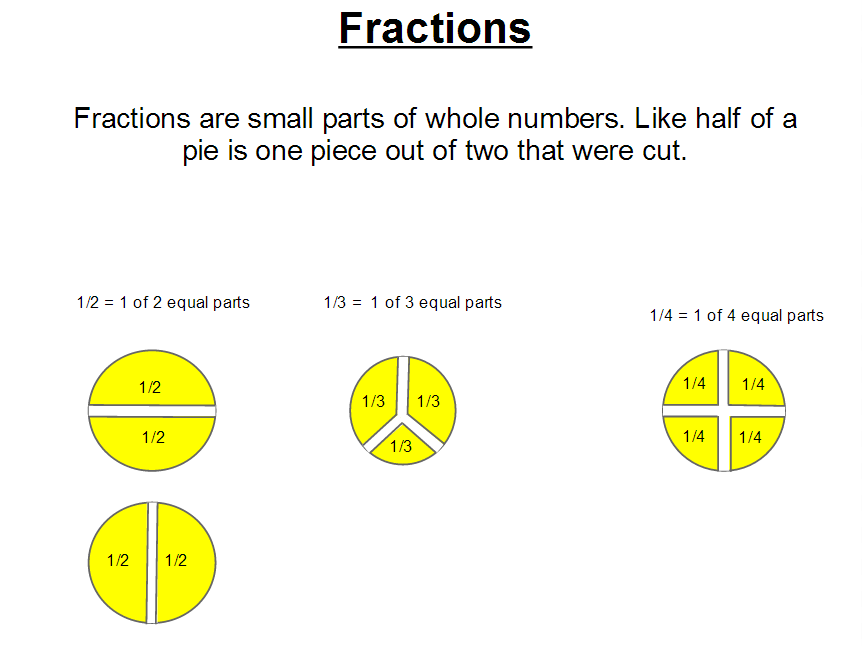 Fractions
Fractions are small parts of whole numbers. Like half of a
pie is one piece out of two that were cut.
1/2 = 1 of 2 equal parts
1/3 = 1 of 3 equal parts
1/4 = 1 of 4 equal parts
1/2
1/2
1/3
1/3
1/3
1/4
1/4
1/4
1/4
1/2
1/2